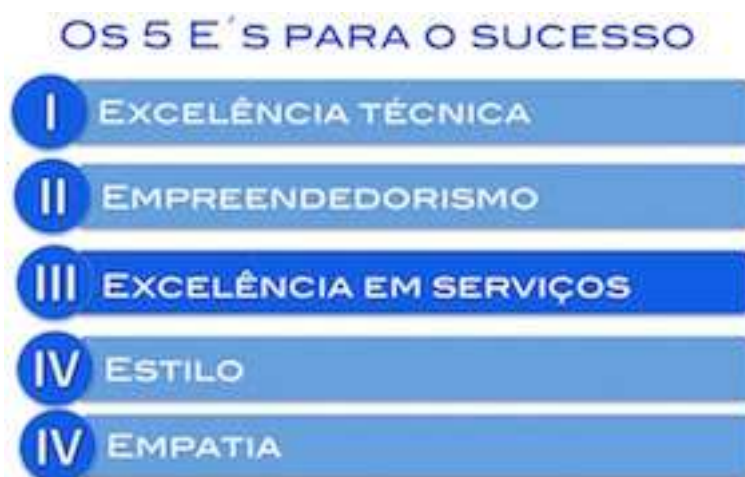 OS 5 E´S PARA O SUCESSO
I EXCELÊNCIA TÉCNICA
II EMPREENDEDORISMO
III EXCELÊNCIA EM SERVIÇOS
IV ESTILO
IV EMPATIA